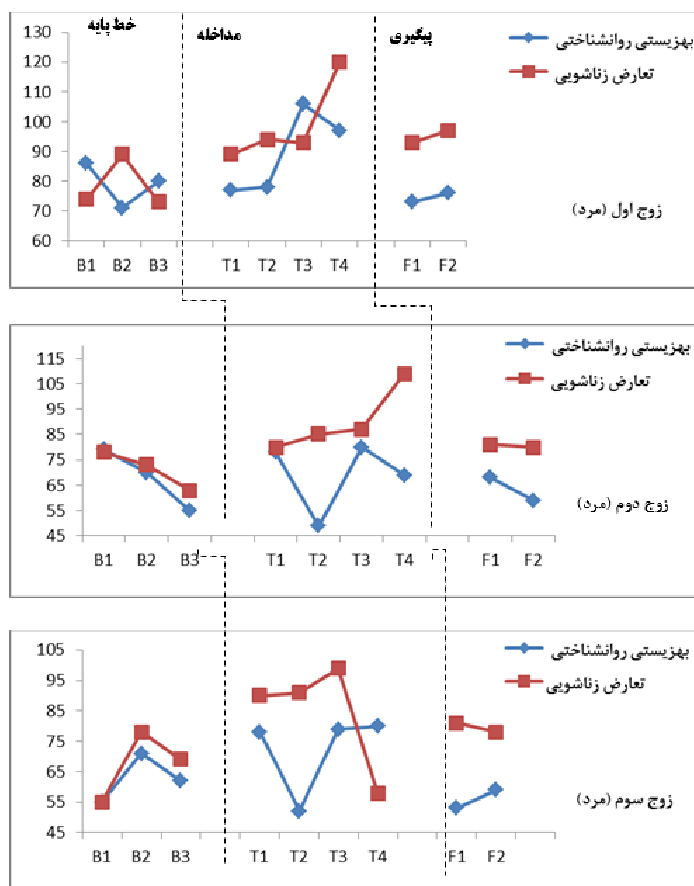 خط پایه مداخله پیگیری
بهزیستی روانشناختی
تعارض زناشویی
130
120
110
100
90
80
70
60
زوج اول (مرد)
B1 B2 B3 T1 T2 T3 T4 F1 F2
بهزیستی روانشناختی
تعارض زناشویی
115
105
95
85
75
65
55
45
زوج دوم (مرد)
B1 B2 B3 T1 T2 T3 T4 F1 F2
بهزیستی روانشناختی
تعارض زناشویی
105
95
85
75
65
55
45
زوج سوم (مرد)
B1 B2 B3 T1 T2 T3 T4 F1 F2